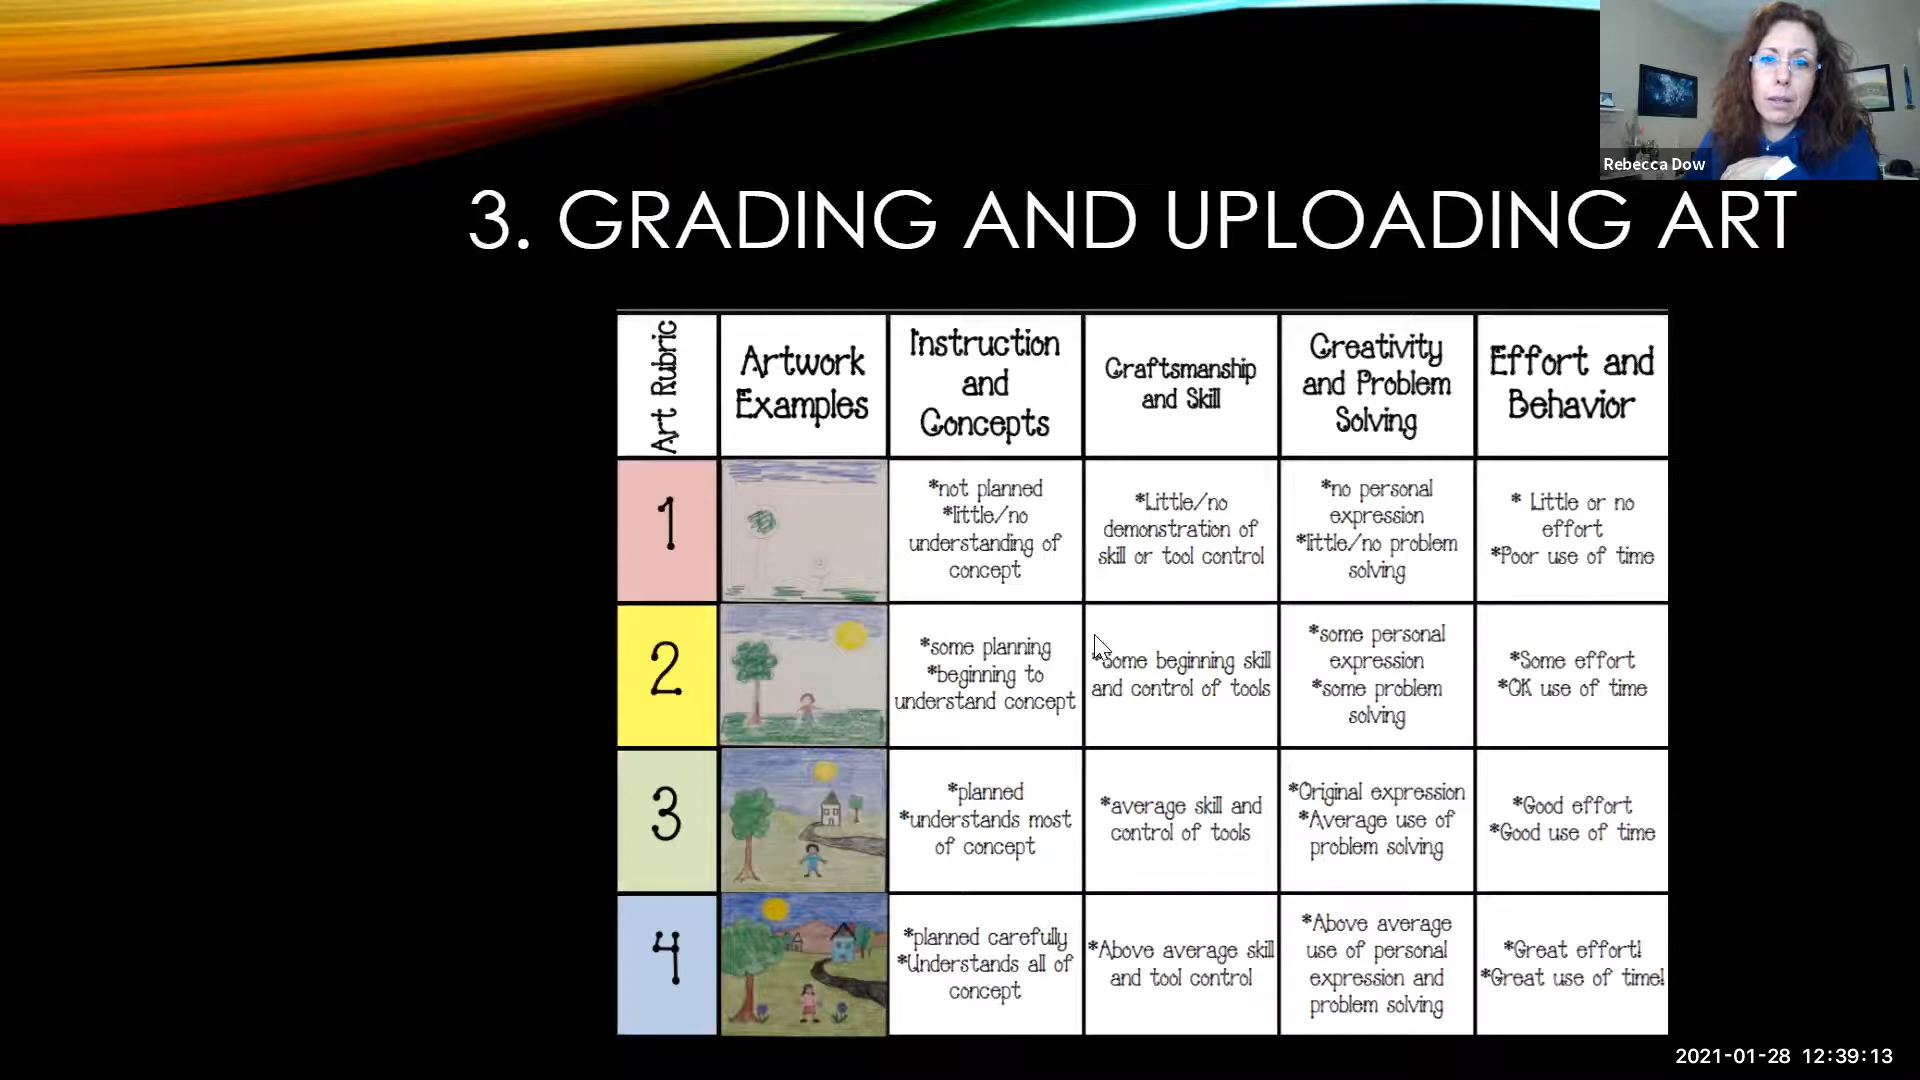 Rebecca Dow
3. GRADING AND UPLOADING ART
Art Rubric
Artwork
Examples
Instruction
and
Concepts
Craftsmanship
and Skill
Creativity
and Problem
Solving
Effort and
Behavior
1
*not planned
*little/no
understanding of
concept
*Little/no
demonstration of
skill or tool control
*no personal
expression
*little/no problem
solving
* Little or no
effort
*Poor use of time
2
*some planning
*beginning to
understand concept
*Some beginning skill
and control of tools
*some personal
expression
*some problem
solving
*Some effort
*OK use of time
3
*planned
*understands most
of concept
*average skill and
control of tools
*Original expression
*Average use of
problem solving
*Good effort
*Good use of time
4
*planned carefully
*Understands all of
concept
*Above average skill
and tool control
*Above average
use of personal
expression and
problem solving
*Great effort!
*Great use of time!
2021-01-28 12:39:13